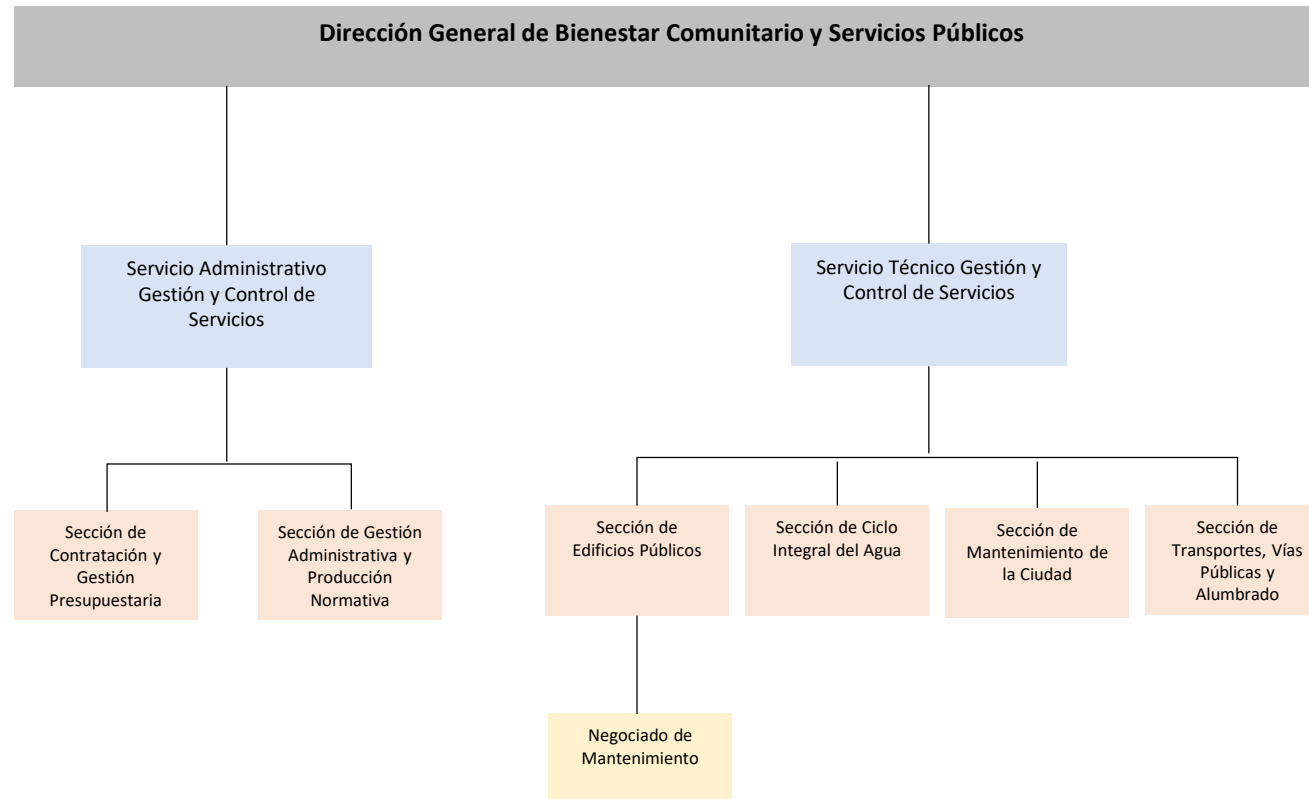 Dirección General de Bienestar Comunitario y Servicios Públicos
Servicio Administrativo
Gestión y Control de
Servicios
Servicio Técnico Gestión y
Control de Servicios
Sección de
Contratación y
Gestión
Presupuestaria
Sección de Gestión
Administrativa y
Producción
Normativa
Sección de
Edificios Públicos
Sección de Ciclo
Integral del Agua
Sección de
Mantenimiento de
la Ciudad
Sección de
Transportes, Vías
Públicas y
Alumbrado
Negociado de
Mantenimiento